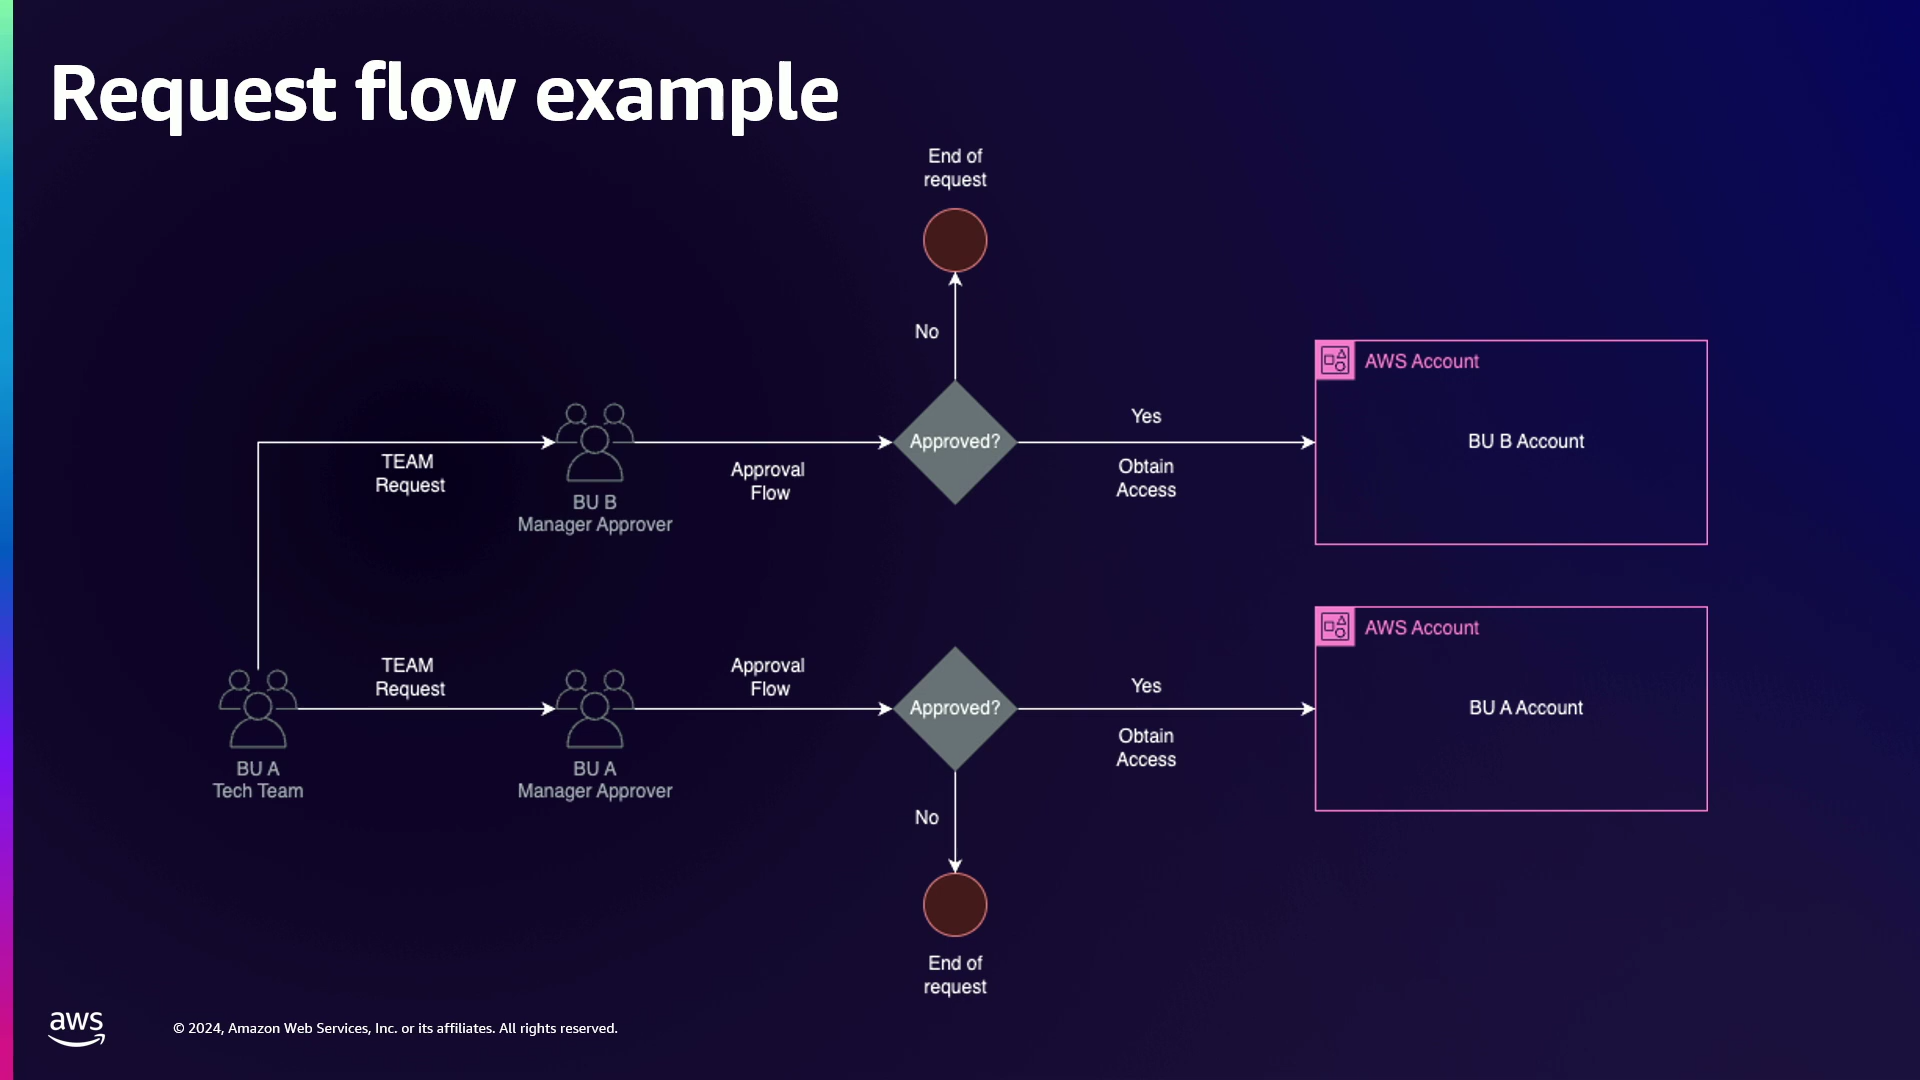 Request flow example
End of
request
No
AWS Account
Yes
TEAM
Request
Approval
Flow
Approved?
BU B Account
Obtain
Access
BU B
Manager Approver
AWS Account
TEAM
Request
Approval
Flow
Yes
Approved?
BU A Account
Obtain
Access
BU A
Tech Team
BU A
Manager Approver
No
End of
request
aws
© 2024, Amazon Web Services, Inc. or its affiliates. All rights reserved.